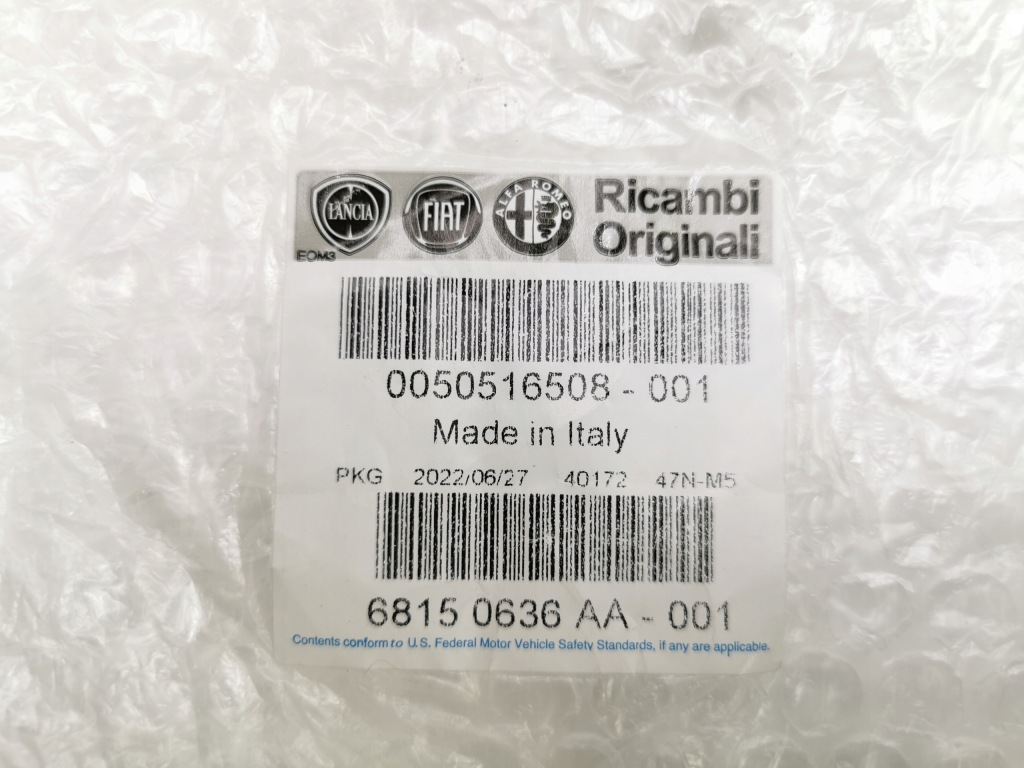 LANCIA FIAT ALFA ROMEO Ricambi
Originali
EOM3
0050516508 - 001
Made in Italy
PKG 2022/06/27 40172 47N-M5
6815 0636 AA - 001
Contents conform to U.S. Federal Motor Vehicle Safety Standards, if any are applicable.